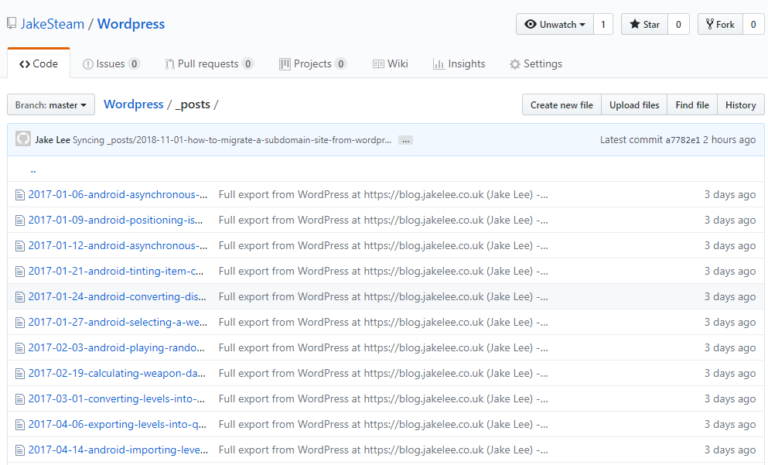 JakeSteam / Wordpress
Unwatch 1 Star 0 Fork 0
Code Issues 0 Pull requests 0 Projects 0 Wiki Insights Settings
Branch: master Wordpress / _posts / Create new file Upload files Find file History
Jake Lee Syncing _posts/2018-11-01-how-to-migrate-a-subdomain-site-from-wordpr... ... Latest commit a7782e1 2 hours ago
..
2017-01-06-android-asynchronous-... Full export from WordPress at https://blog.jakelee.co.uk (Jake Lee) -... 3 days ago
2017-01-09-android-positioning-is... Full export from WordPress at https://blog.jakelee.co.uk (Jake Lee) -... 3 days ago
2017-01-12-android-asynchronous-... Full export from WordPress at https://blog.jakelee.co.uk (Jake Lee) -... 3 days ago
2017-01-21-android-tinting-item-c... Full export from WordPress at https://blog.jakelee.co.uk (Jake Lee) -... 3 days ago
2017-01-24-android-converting-dis... Full export from WordPress at https://blog.jakelee.co.uk (Jake Lee) -... 3 days ago
2017-01-27-android-selecting-a-we... Full export from WordPress at https://blog.jakelee.co.uk (Jake Lee) -... 3 days ago
2017-02-03-android-playing-rando... Full export from WordPress at https://blog.jakelee.co.uk (Jake Lee) -... 3 days ago
2017-02-19-calculating-weapon-da... Full export from WordPress at https://blog.jakelee.co.uk (Jake Lee) -... 3 days ago
2017-03-01-converting-levels-into-... Full export from WordPress at https://blog.jakelee.co.uk (Jake Lee) -... 3 days ago
2017-04-06-exporting-levels-into-q... Full export from WordPress at https://blog.jakelee.co.uk (Jake Lee) -... 3 days ago
2017-04-14-android-importing-leve... Full export from WordPress at https://blog.jakelee.co.uk (Jake Lee) -... 3 days ago